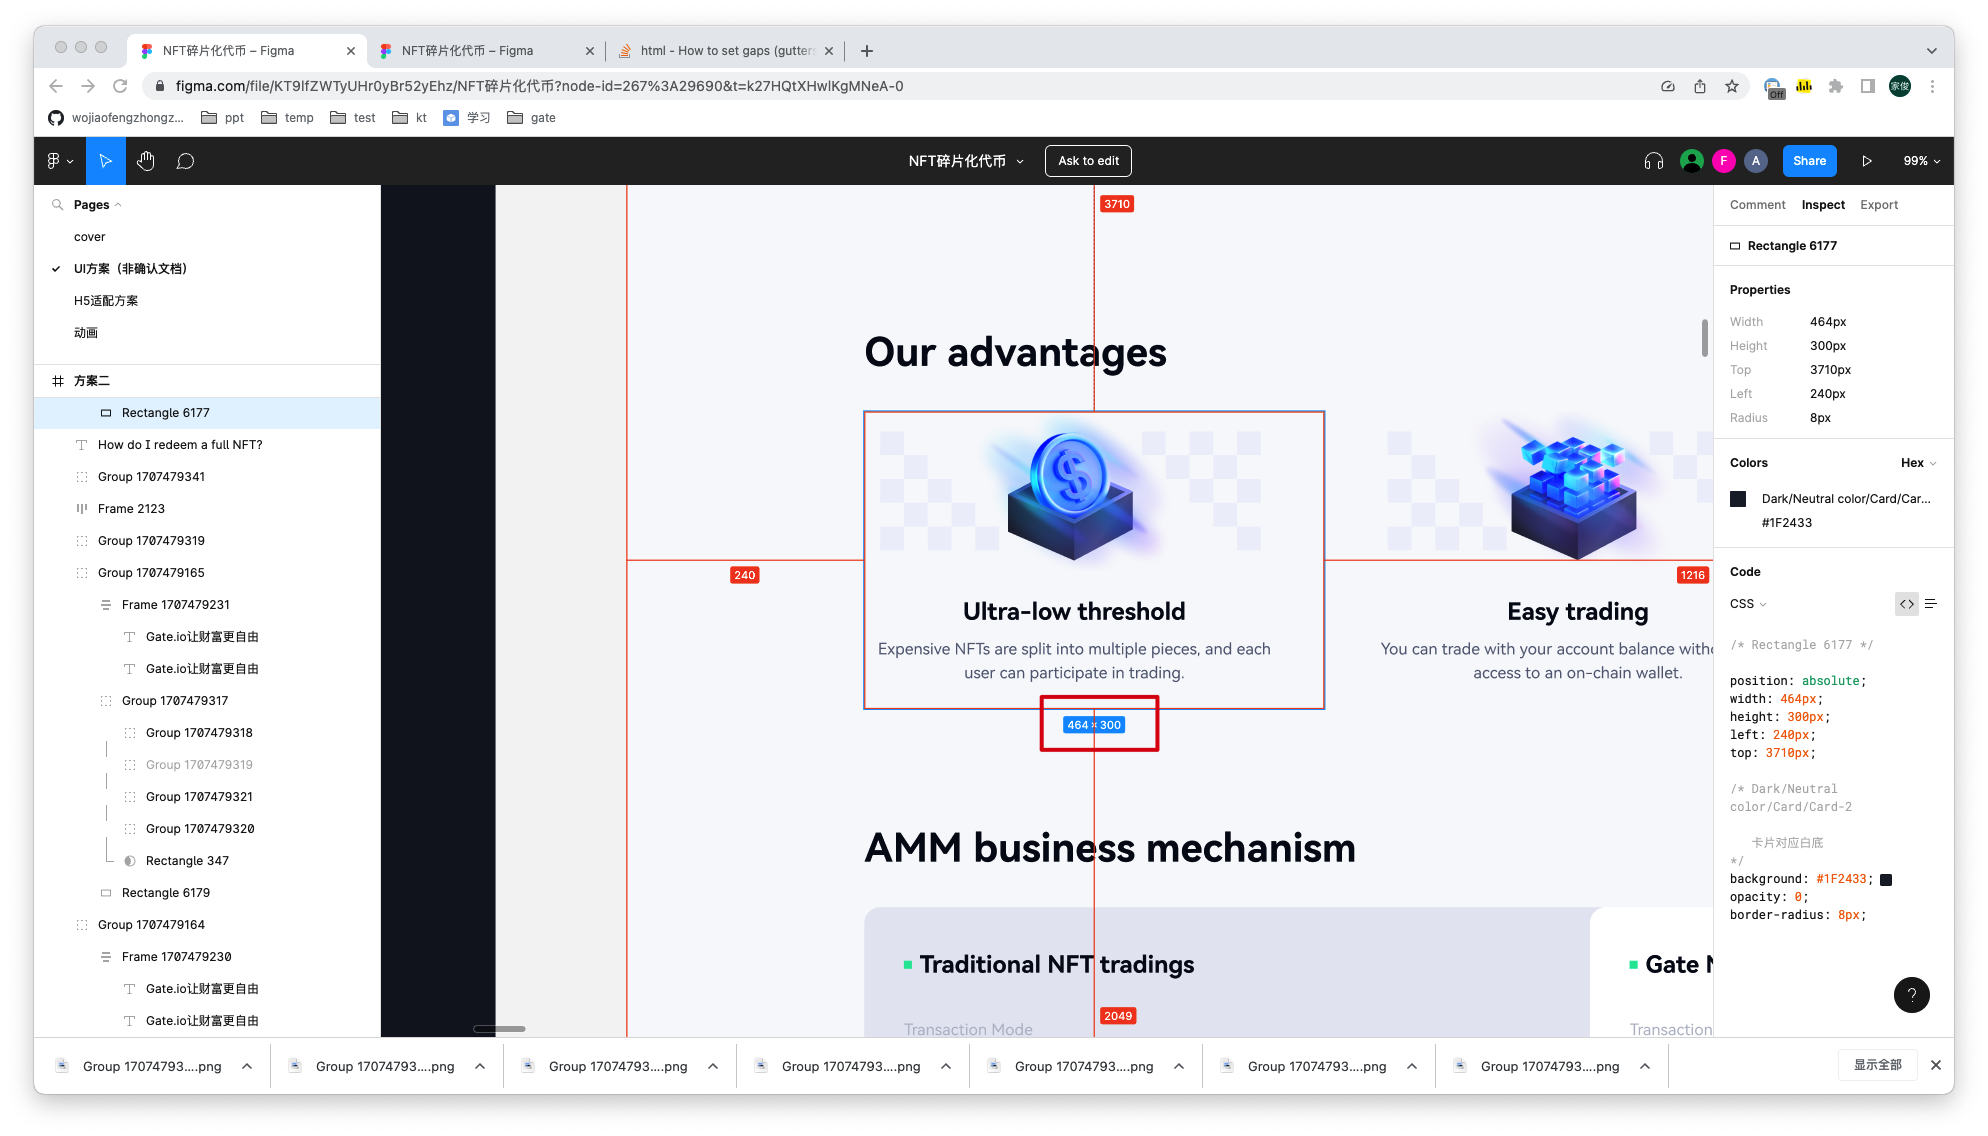 NFT碎片化代币 – Figma
NFT碎片化代币 – Figma
html - How to set gaps (gutters
figma.com/file/KT9IfZWTyUHr0yBr52yEhz/NFT碎片化代币?node-id=267%3A29690&t=k27HQtXHwlKgMNeA-0
Off
家俊
wojiaofengzhongz...
ppt
temp
test
kt
学习
gate
NFT碎片化代币
Ask to edit
F
A
Share
99%
Pages
cover
UI方案（非确认文档）
H5适配方案
动画
方案二
Rectangle 6177
How do I redeem a full NFT?
Group 1707479341
Frame 2123
Group 1707479319
Group 1707479165
Frame 1707479231
Gate.io让财富更自由
Gate.io让财富更自由
Group 1707479317
Group 1707479318
Group 1707479319
Group 1707479321
Group 1707479320
Rectangle 347
Rectangle 6179
Group 1707479164
Frame 1707479230
Gate.io让财富更自由
Gate.io让财富更自由
3710
Our advantages
240
1216
Ultra-low threshold
Expensive NFTs are split into multiple pieces, and each
user can participate in trading.
464 × 300
Easy trading
You can trade with your account balance witho
access to an on-chain wallet.
AMM business mechanism
Traditional NFT tradings
Gate N
2049
Transaction Mode
Transaction
Comment
Inspect
Export
Rectangle 6177
Properties
Width 464px
Height 300px
Top 3710px
Left 240px
Radius 8px
Colors
Hex
Dark/Neutral color/Card/Car...
#1F2433
Code
CSS
/* Rectangle 6177 */
position: absolute;
width: 464px;
height: 300px;
left: 240px;
top: 3710px;
/* Dark/Neutral
color/Card/Card-2
卡片对应白底
*/
background: #1F2433;
opacity: 0;
border-radius: 8px;
?
Group 17074793....png
Group 17074793....png
Group 17074793....png
Group 17074793....png
Group 17074793....png
Group 17074793....png
Group 17074793....png
显示全部